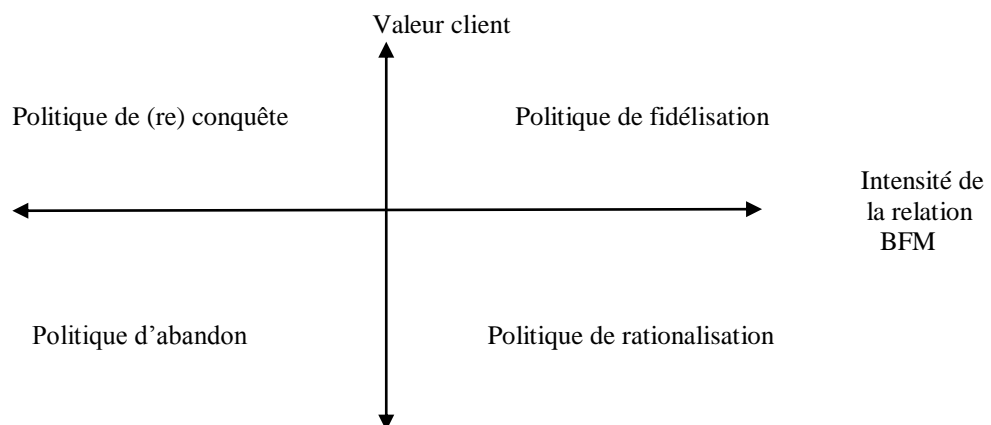 Valeur client
Politique de (re) conquête
Politique de fidélisation
Intensité de
la relation
BFM
Politique d’abandon
Politique de rationalisation